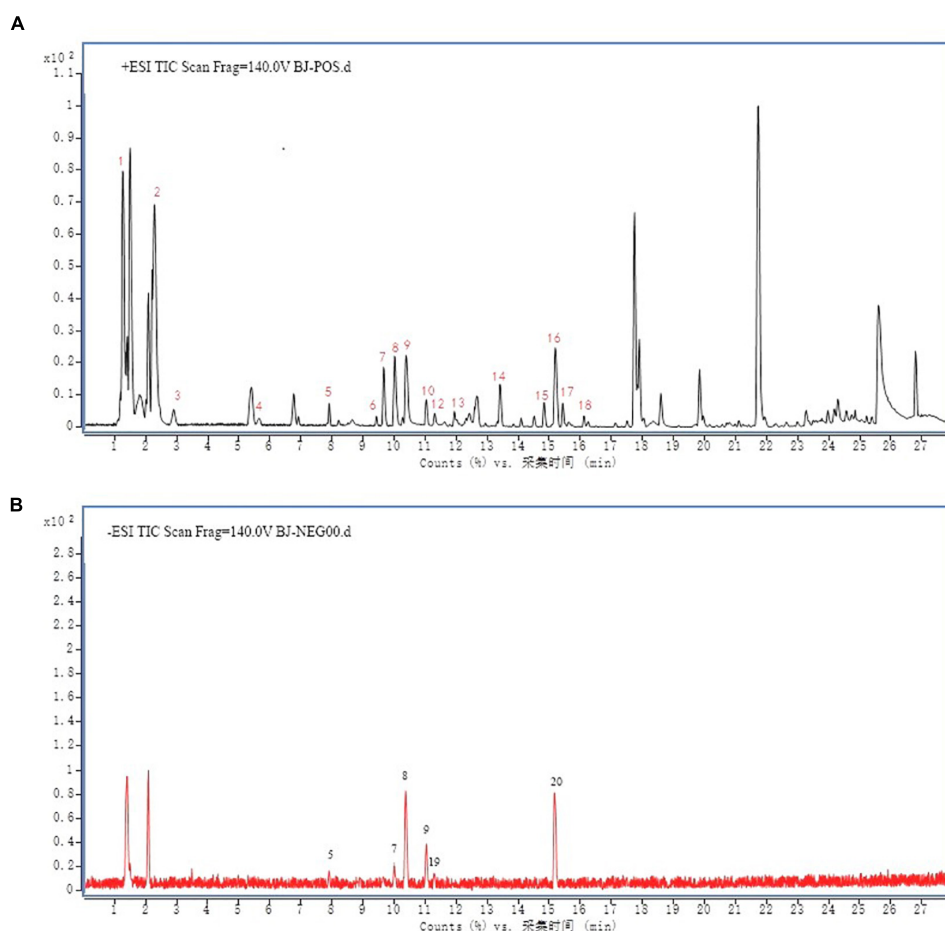 A
x10 2
+ESI TIC Scan Frag=140.0V BJ-POS.d
1.1
1
0.9
0.8
0.7
0.6
0.5
0.4
0.3
0.2
0.1
0
1 2 3 4 5 6 7 8 9 10 12 13 14 15 16 17 18
1 2 3 4 5 6 7 8 9 10 11 12 13 14 15 16 17 18 19 20 21 22 23 24 25 26 27
Counts (%) vs. 采集时间 (min)
B
x10 2
-ESI TIC Scan Frag=140.0V BJ-NEG00.d
2.8
2.6
2.4
2.2
2
1.8
1.6
1.4
1.2
1
0.8
0.6
0.4
0.2
0
5 7 8 9 19 20
1 2 3 4 5 6 7 8 9 10 11 12 13 14 15 16 17 18 19 20 21 22 23 24 25 26 27
Counts (%) vs. 采集时间 (min)